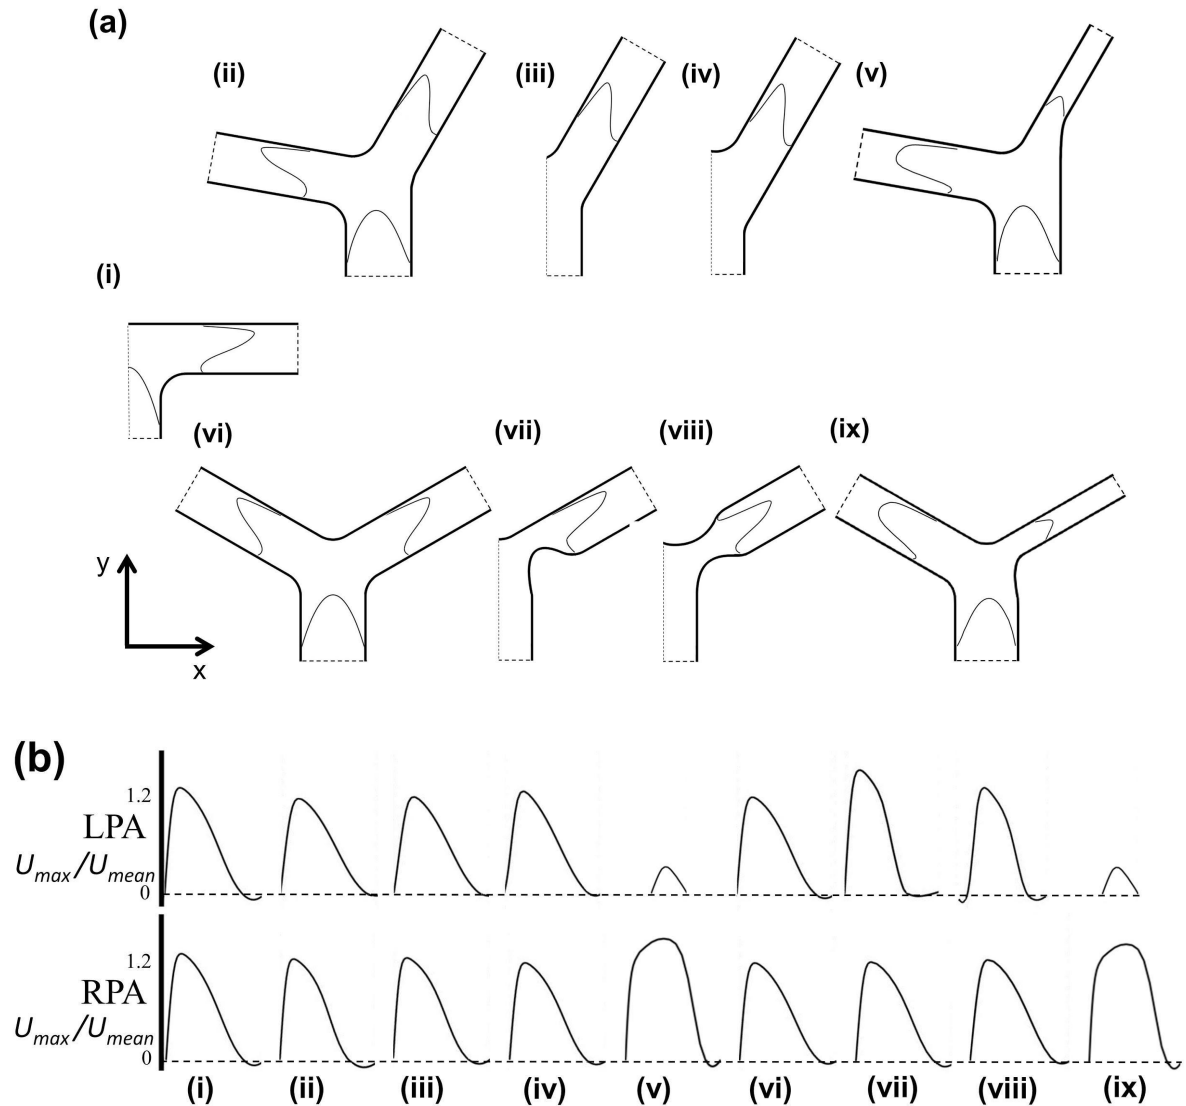 (a)
(ii)
(iii)
(iv)
(v)
(i)
(vi)
(vii)
(viii)
(ix)
y
x
(b)
1.2
LPA
Umax/Umean
0
1.2
RPA
Umax/Umean
0
(i) (ii) (iii) (iv) (v) (vi) (vii) (viii) (ix)